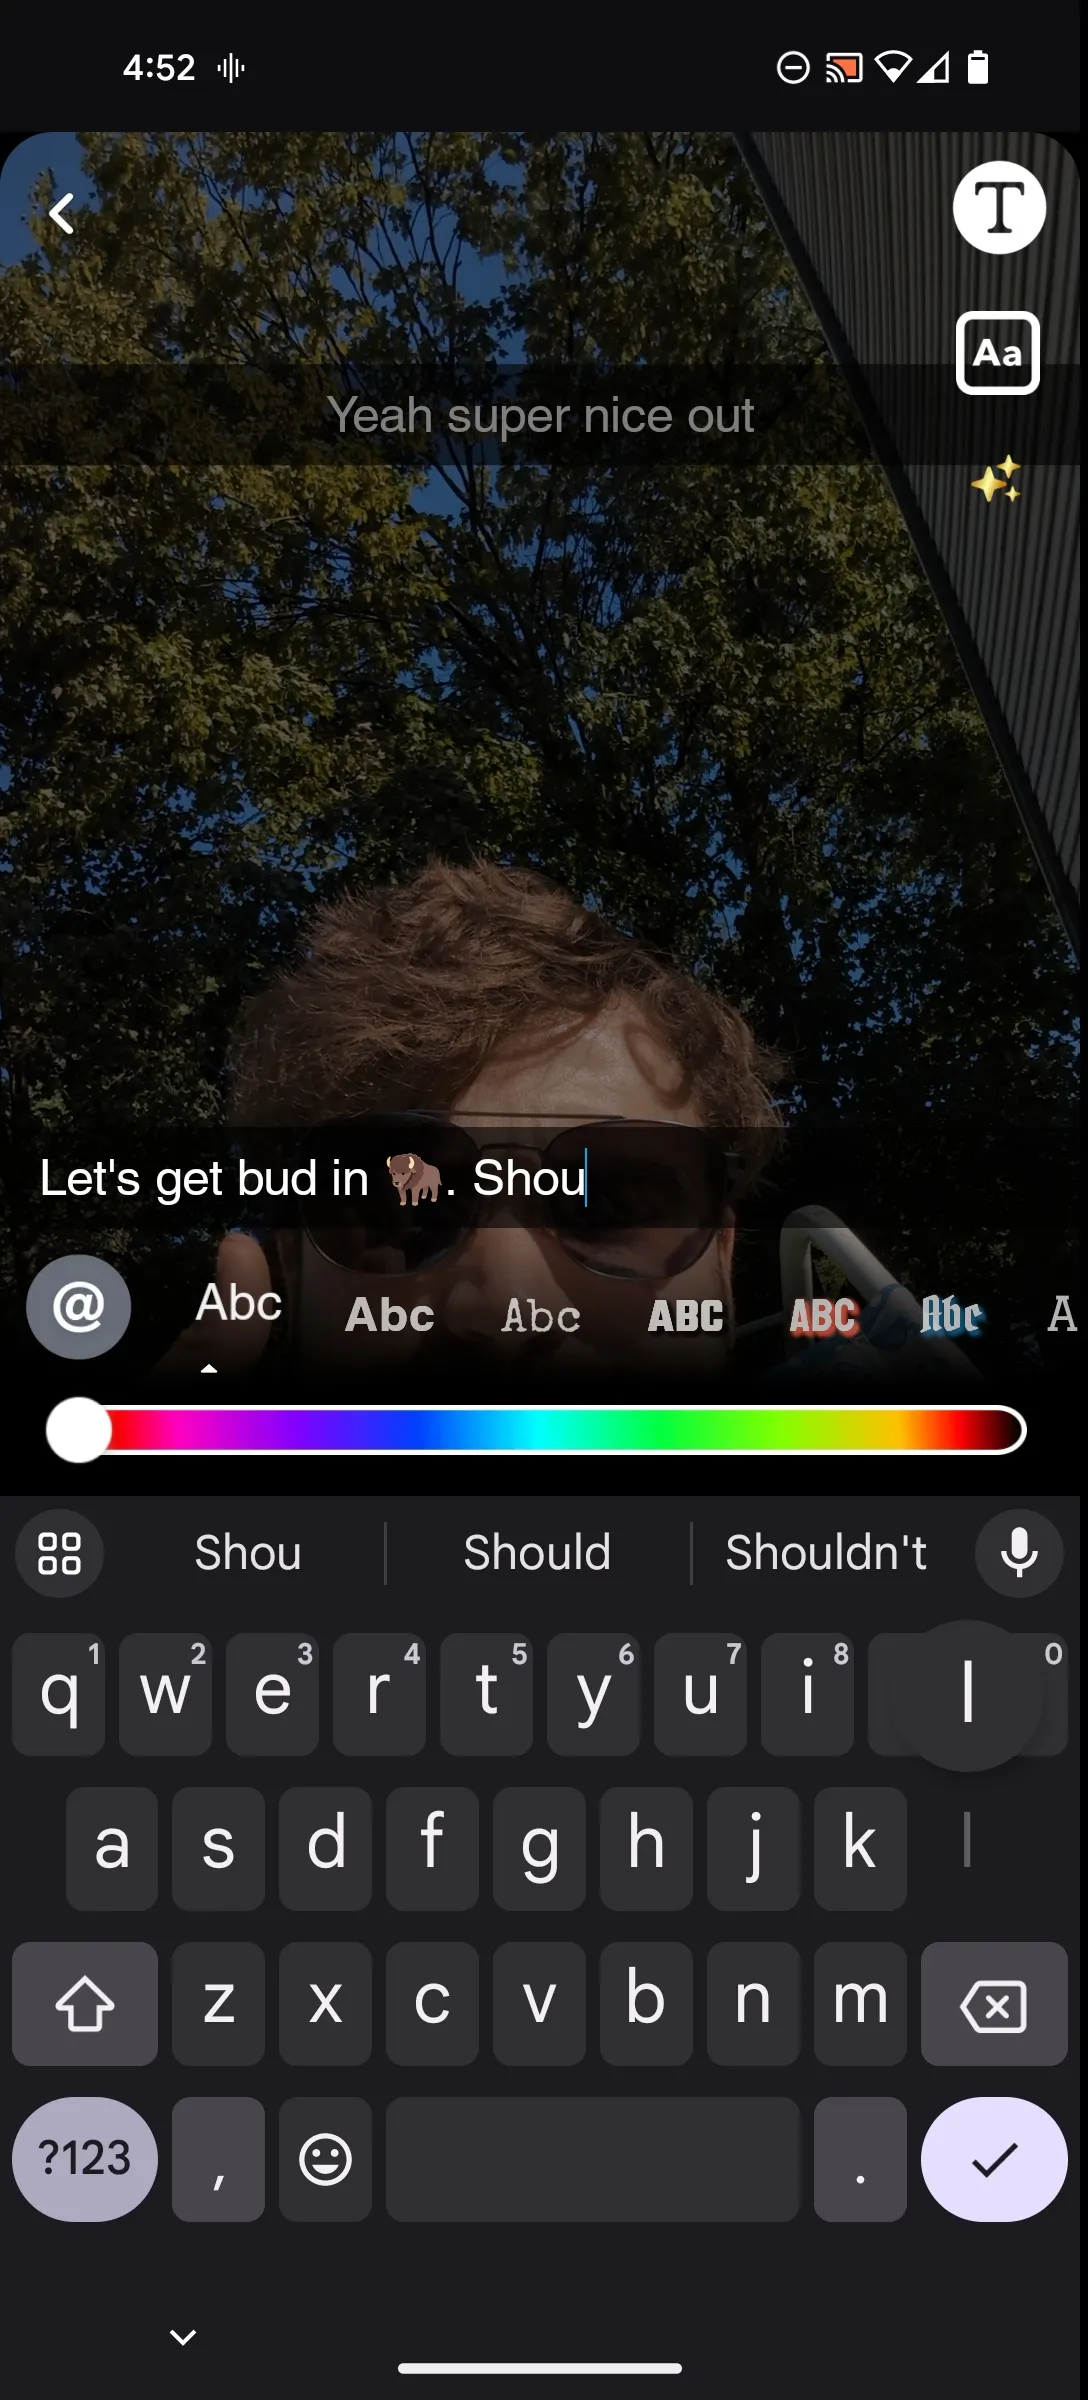 4:52
T
Aa
Yeah super nice out
Let's get bud in 🦬. Shou
@ Abc Abc Abc ABC ABC Abc A
Shou Should Shouldn't
1 2 3 4 5 6 7 8 0
q w e r t y u i l
a s d f g h j k l
z x c v b n m
?123 , .